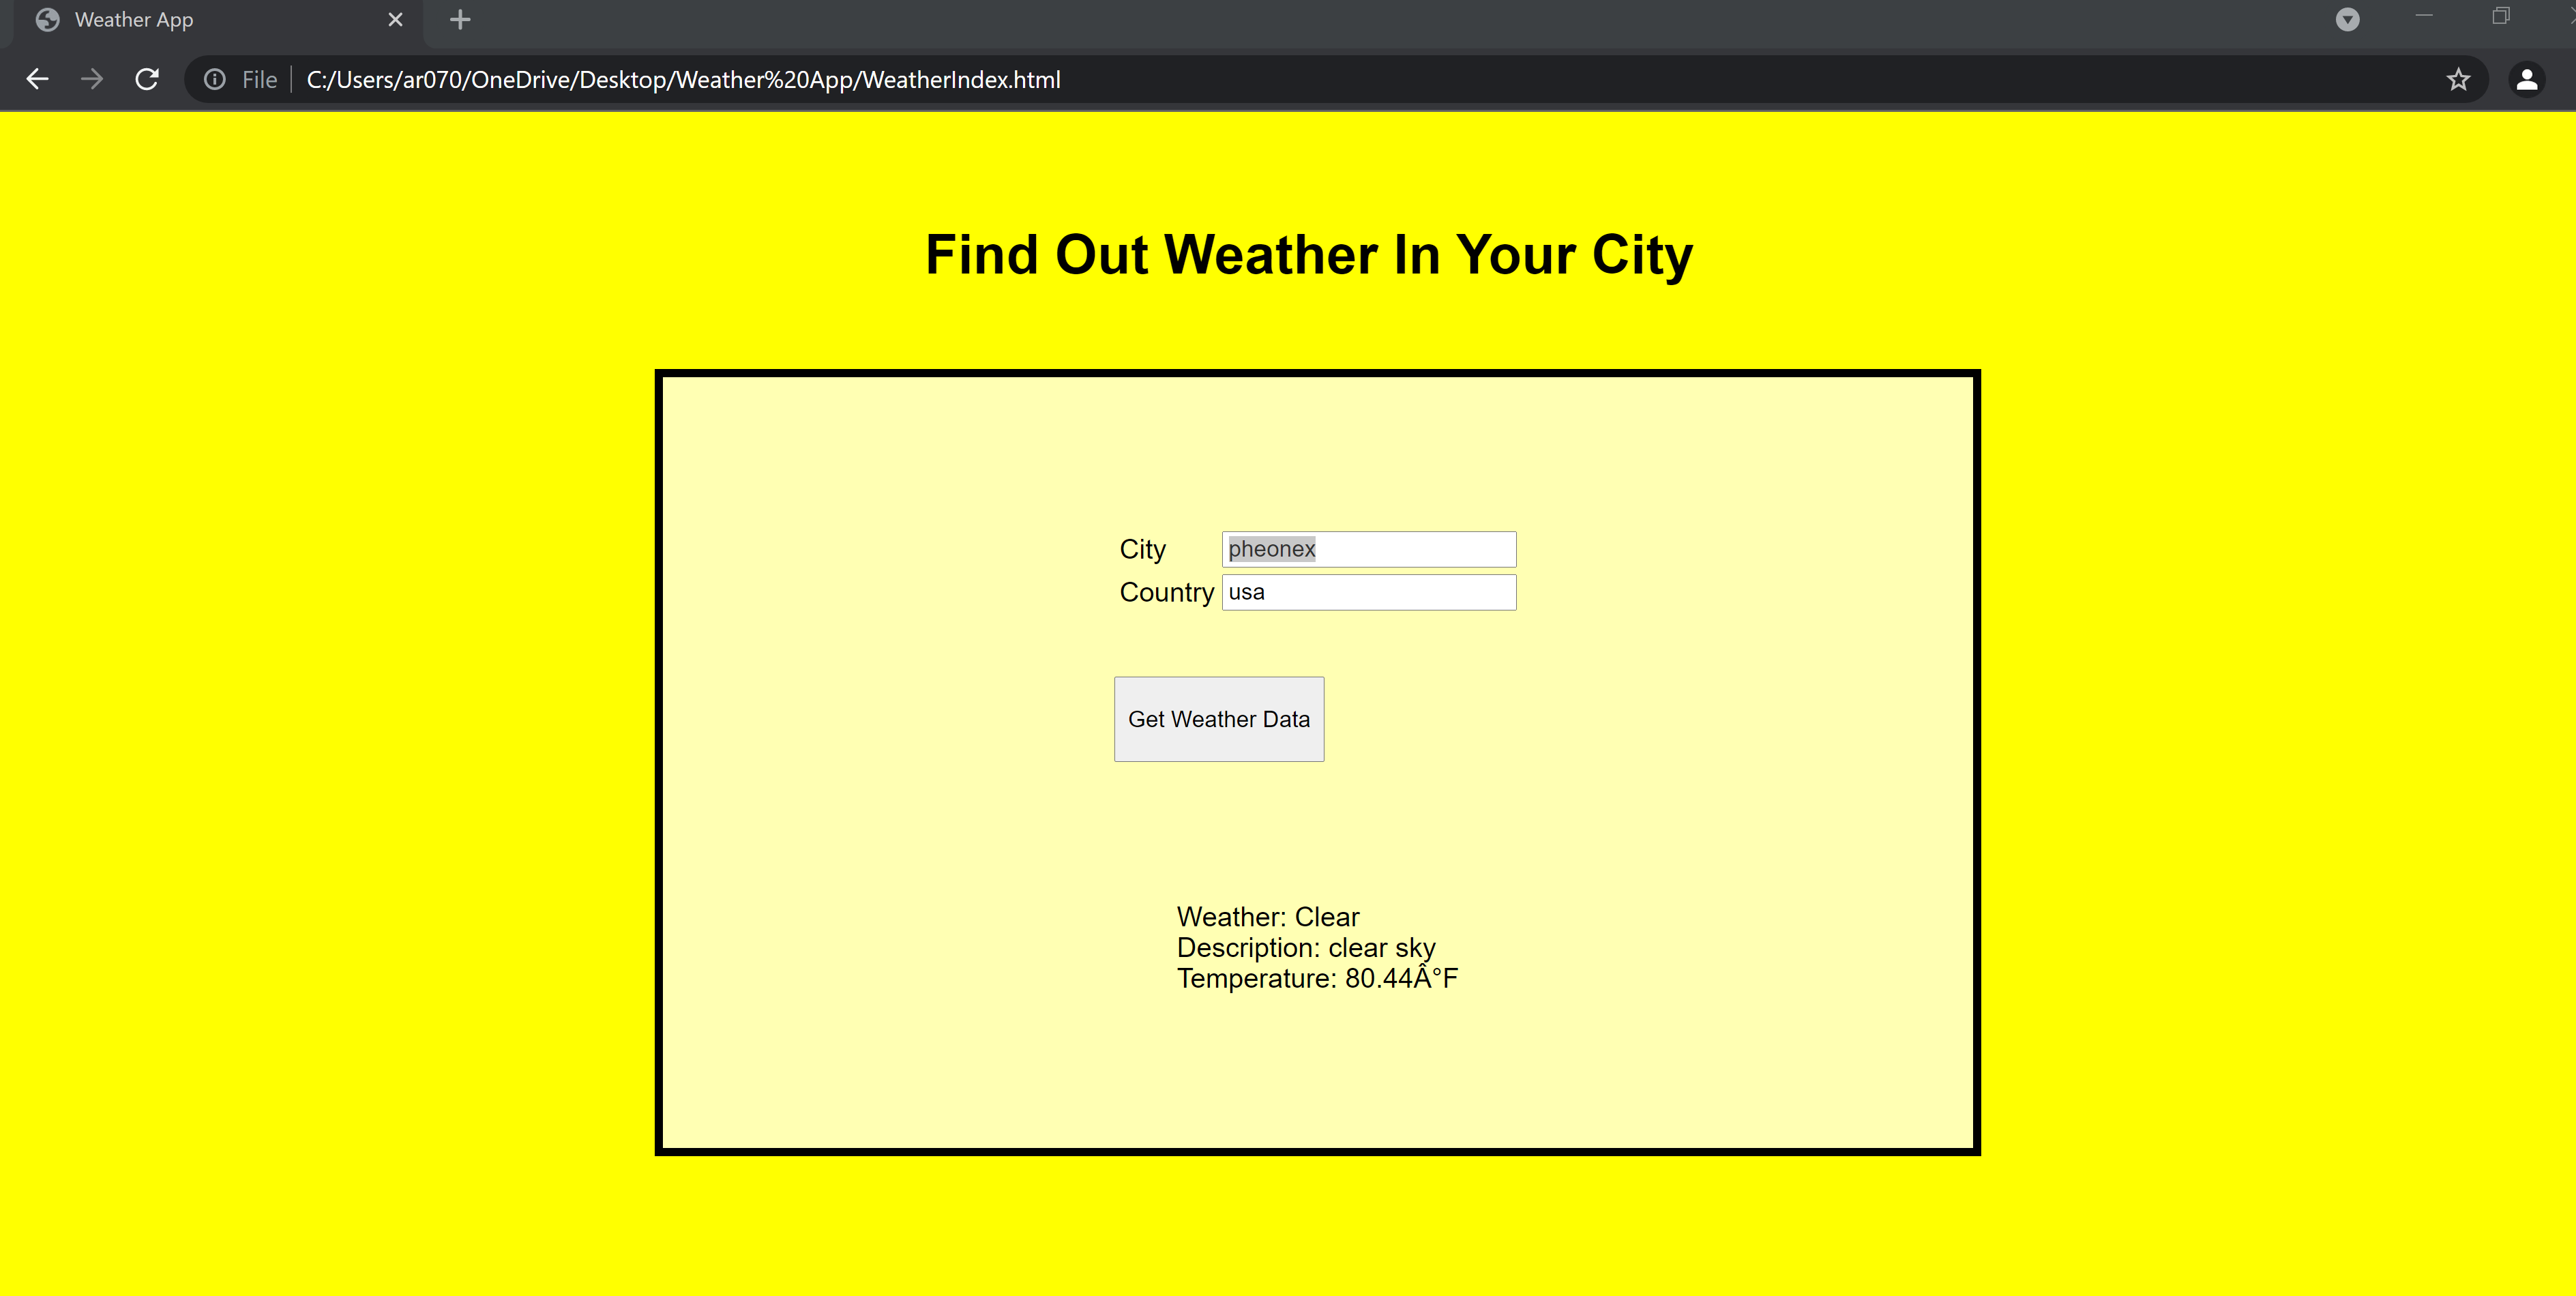 Weather App
File C:/Users/ar070/OneDrive/Desktop/Weather%20App/WeatherIndex.html
Find Out Weather In Your City
City pheonex
Country usa
Get Weather Data
Weather: Clear
Description: clear sky
Temperature: 80.44Â°F